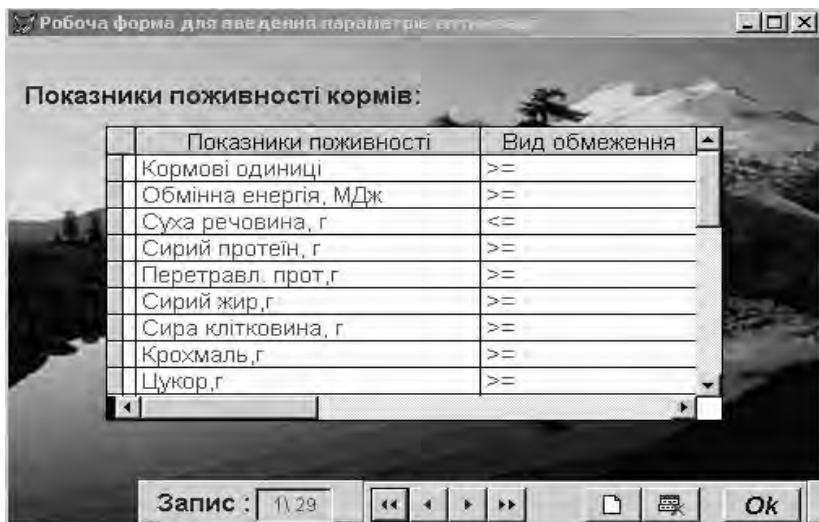 Робоча форма для введення параметрів
Показники поживності кормів:
Показники поживності Вид обмеження
Кормові одиниці >=
Обмінна енергія, МДж >=
Суха речовина, г <=
Сирий протеїн, г >=
Перетравл. прот,г >=
Сирий жир,г >=
Сира клітковина, г >=
Крохмаль,г >=
Цукор,г >=
Запис : 1\ 29 Ok